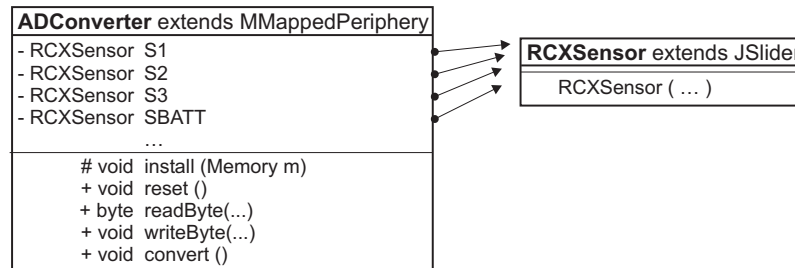 ADConverter extends MMappedPeriphery
- RCXSensor S1
- RCXSensor S2
- RCXSensor S3
- RCXSensor SBATT
...
# void install (Memory m)
+ void reset ()
+ byte readByte(...)
+ void writeByte(...)
+ void convert ()
RCXSensor extends JSlider
RCXSensor ( ... )